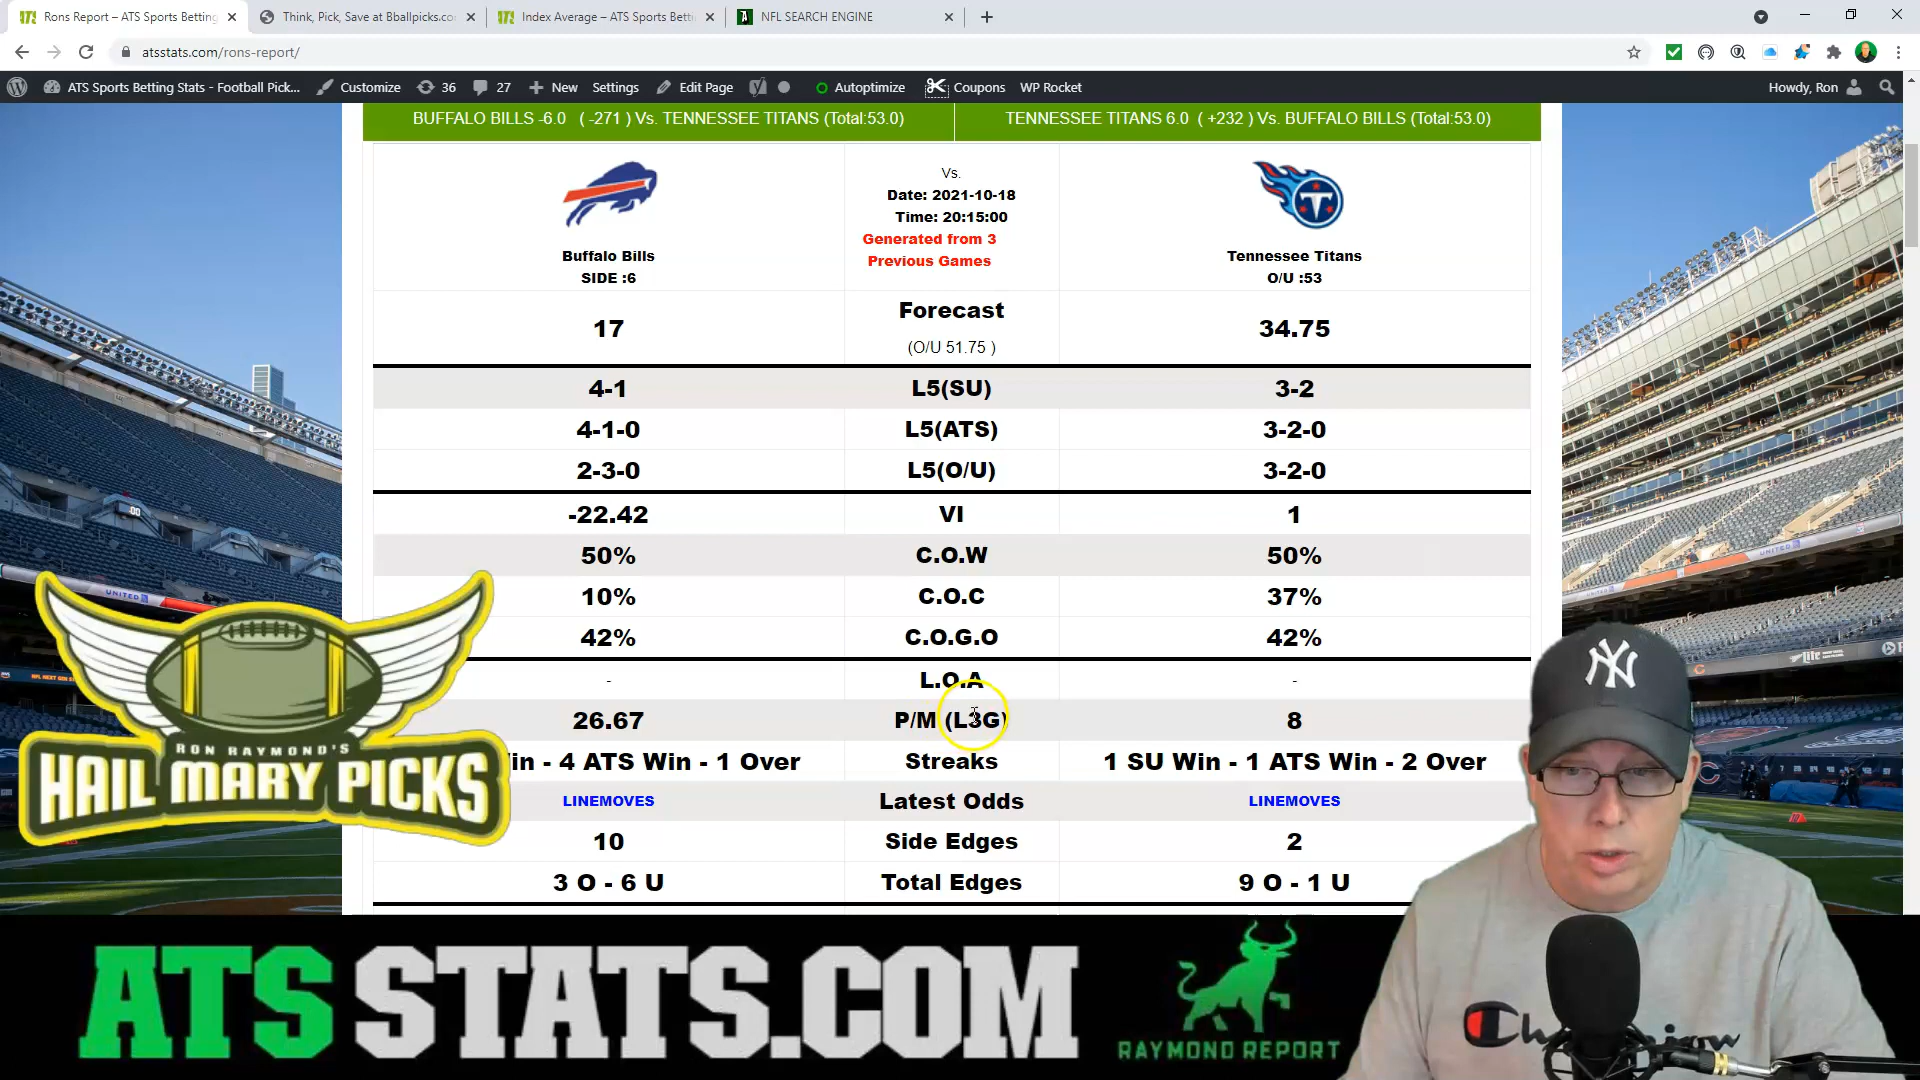 Rons Report – ATS Sports Betting
Think, Pick, Save at Bballpicks.co
Index Average – ATS Sports Betti
NFL SEARCH ENGINE
atsstats.com/rons-report/
ATS Sports Betting Stats - Football Pick...
Customize
36
27
New
Settings
Edit Page
Autoptimize
Coupons
WP Rocket
Howdy, Ron
BUFFALO BILLS -6.0 ( -271 ) Vs. TENNESSEE TITANS (Total:53.0)
TENNESSEE TITANS 6.0 ( +232 ) Vs. BUFFALO BILLS (Total:53.0)
Vs.
Date: 2021-10-18
Time: 20:15:00
Generated from 3
Previous Games
Buffalo Bills
SIDE :6
Tennessee Titans
O/U :53
17 Forecast 34.75
(O/U 51.75 )
4-1 L5(SU) 3-2
4-1-0 L5(ATS) 3-2-0
2-3-0 L5(O/U) 3-2-0
-22.42 VI 1
50% C.O.W 50%
10% C.O.C 37%
42% C.O.G.O 42%
- L.O.A -
26.67 P/M (L3G) 8
in - 4 ATS Win - 1 Over Streaks 1 SU Win - 1 ATS Win - 2 Over
LINEMOVES Latest Odds LINEMOVES
10 Side Edges 2
3 O - 6 U Total Edges 9 O - 1 U
RON RAYMOND'S
HAIL MARY PICKS
UNITED
UNITED
Lite
NY
Champion
ATSSTATS.COM
RAYMOND REPORT